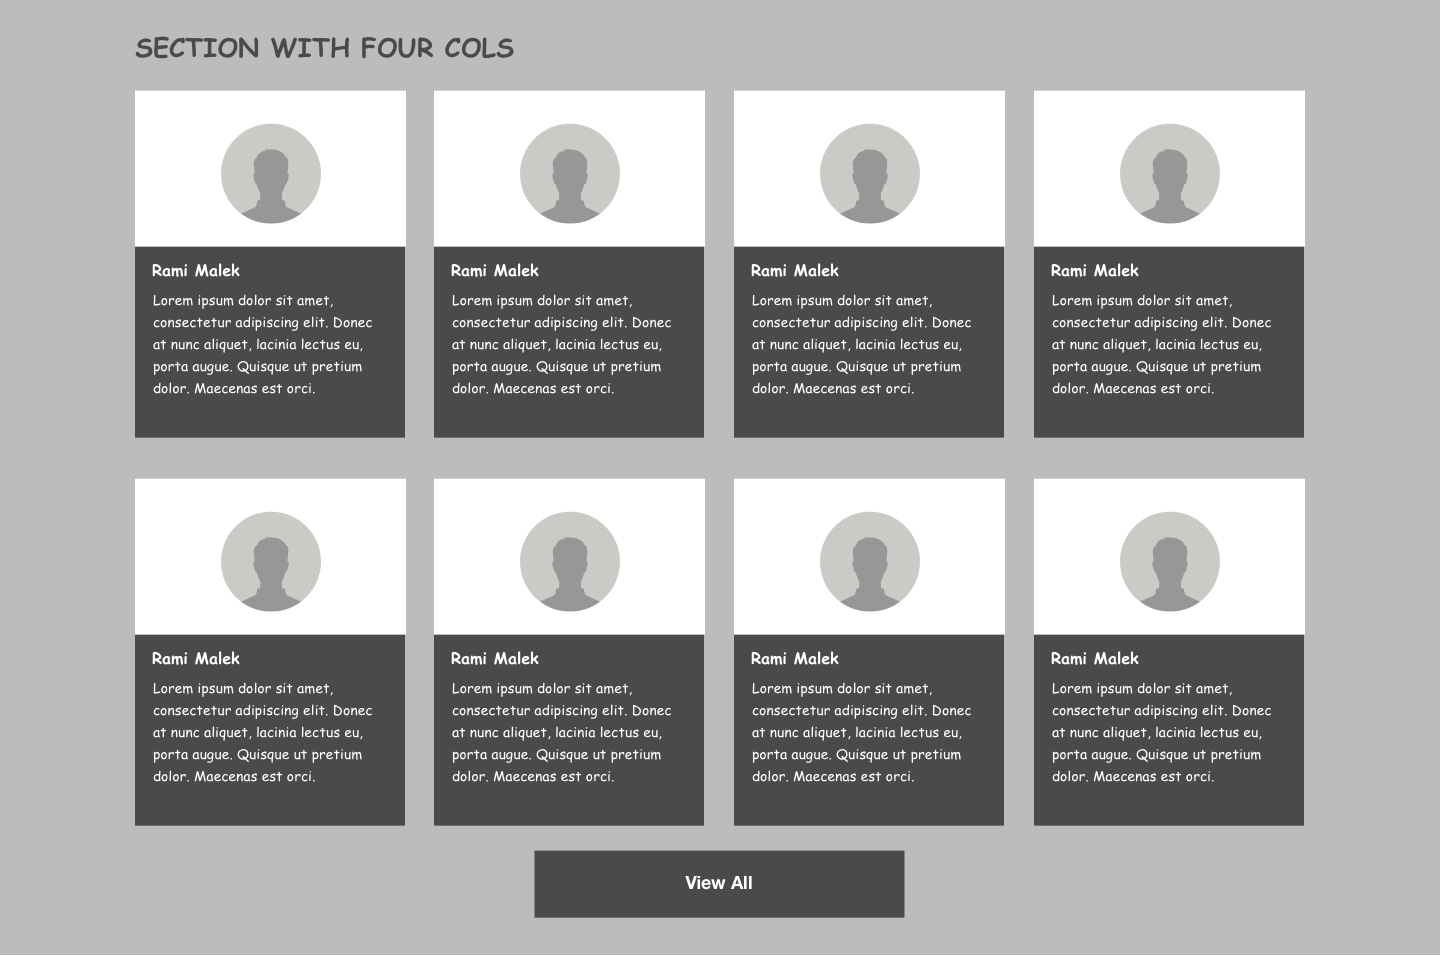 SECTION WITH FOUR COLS
Rami Malek
Lorem ipsum dolor sit amet,
consectetur adipiscing elit. Donec
at nunc aliquet, lacinia lectus eu,
porta augue. Quisque ut pretium
dolor. Maecenas est orci.
Rami Malek
Lorem ipsum dolor sit amet,
consectetur adipiscing elit. Donec
at nunc aliquet, lacinia lectus eu,
porta augue. Quisque ut pretium
dolor. Maecenas est orci.
Rami Malek
Lorem ipsum dolor sit amet,
consectetur adipiscing elit. Donec
at nunc aliquet, lacinia lectus eu,
porta augue. Quisque ut pretium
dolor. Maecenas est orci.
Rami Malek
Lorem ipsum dolor sit amet,
consectetur adipiscing elit. Donec
at nunc aliquet, lacinia lectus eu,
porta augue. Quisque ut pretium
dolor. Maecenas est orci.
Rami Malek
Lorem ipsum dolor sit amet,
consectetur adipiscing elit. Donec
at nunc aliquet, lacinia lectus eu,
porta augue. Quisque ut pretium
dolor. Maecenas est orci.
Rami Malek
Lorem ipsum dolor sit amet,
consectetur adipiscing elit. Donec
at nunc aliquet, lacinia lectus eu,
porta augue. Quisque ut pretium
dolor. Maecenas est orci.
Rami Malek
Lorem ipsum dolor sit amet,
consectetur adipiscing elit. Donec
at nunc aliquet, lacinia lectus eu,
porta augue. Quisque ut pretium
dolor. Maecenas est orci.
Rami Malek
Lorem ipsum dolor sit amet,
consectetur adipiscing elit. Donec
at nunc aliquet, lacinia lectus eu,
porta augue. Quisque ut pretium
dolor. Maecenas est orci.
View All